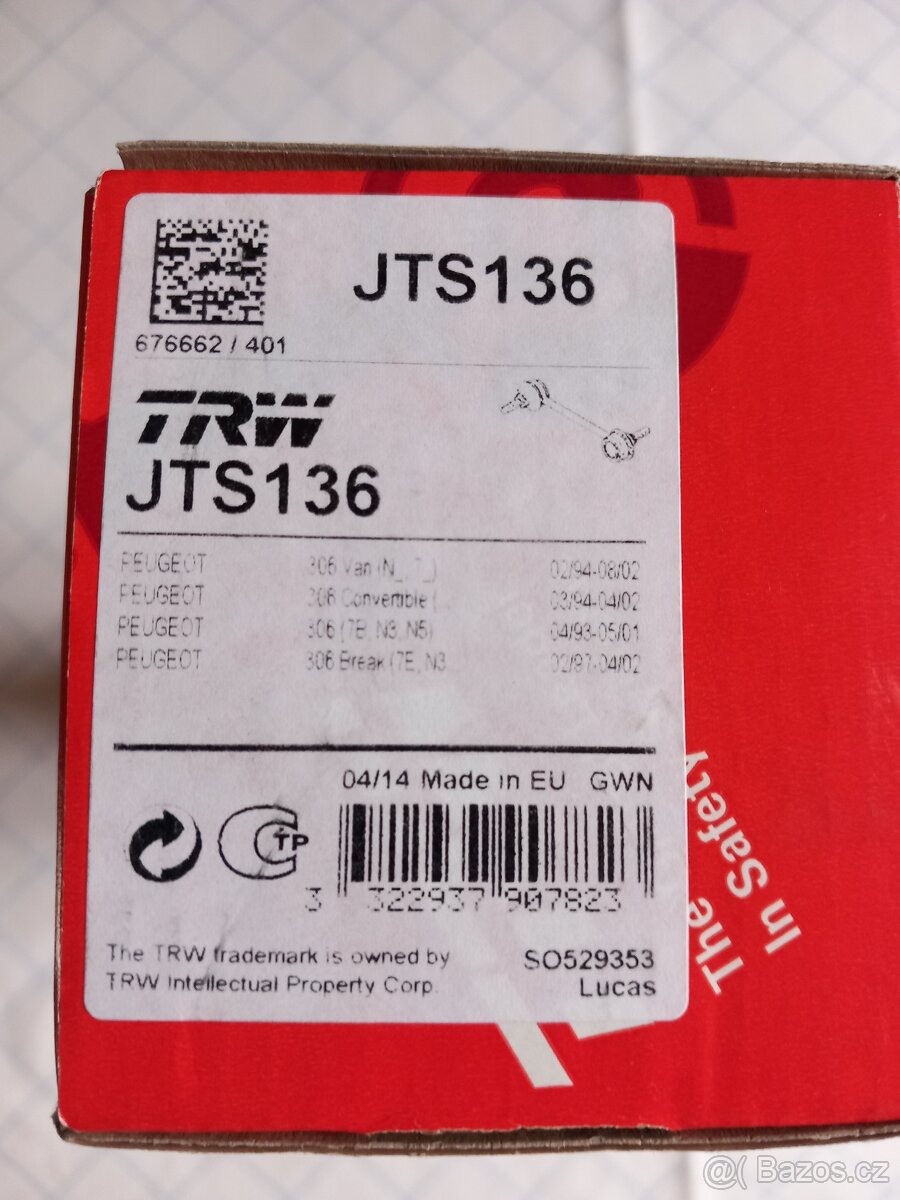 JTS136
676662 / 401
TRW
JTS136
PEUGEOT 306 Van (N_, 7_) 02/94-08/02
PEUGEOT 306 Convertible (... 03/94-04/02
PEUGEOT 306 (7B, N3, N5) 04/93-05/01
PEUGEOT 306 Break (7E, N3 02/97-04/02
04/14 Made in EU GWN
CTP
3 322937 907823
The TRW trademark is owned by
TRW Intellectual Property Corp.
SO529353
Lucas
The
In Safety
@( Bazos.cz